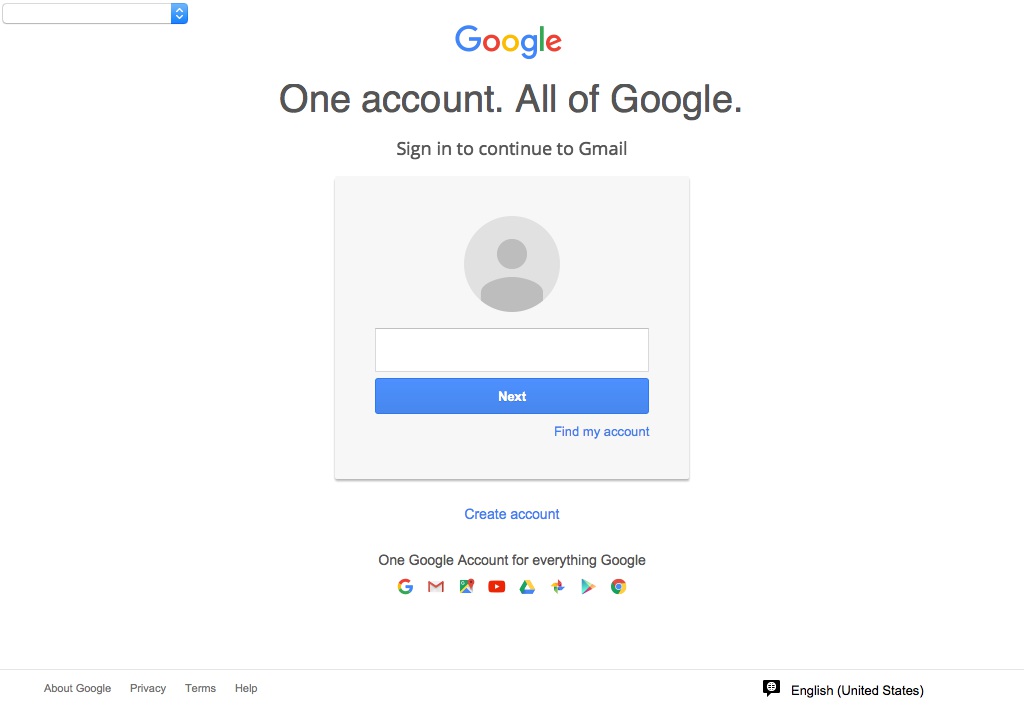 Google
One account. All of Google.
Sign in to continue to Gmail
Next
Find my account
Create account
One Google Account for everything Google
About Google Privacy Terms Help English (United States)